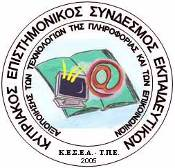 ΚΥΠΡΙΑΚΟΣ ΕΠΙΣΤΗΜΟΝΙΚΟΣ ΣΥΝΔΕΣΜΟΣ ΕΚΠΑΙΔΕΥΤΙΚΩΝ
ΑΞΙΟΠΟΙΗΣΗΣ ΤΩΝ ΤΕΧΝΟΛΟΓΙΩΝ ΤΗΣ ΠΛΗΡΟΦΟΡΙΑΣ ΚΑΙ ΤΩΝ ΕΠΙΚΟΙΝΩΝΙΩΝ
@
Κ.Ε.Σ.Ε.Α. - Τ.Π.Ε.
2005